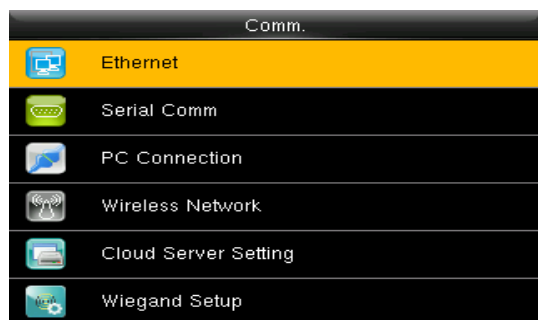 Comm.
Ethernet
Serial Comm
PC Connection
Wireless Network
Cloud Server Setting
Wiegand Setup